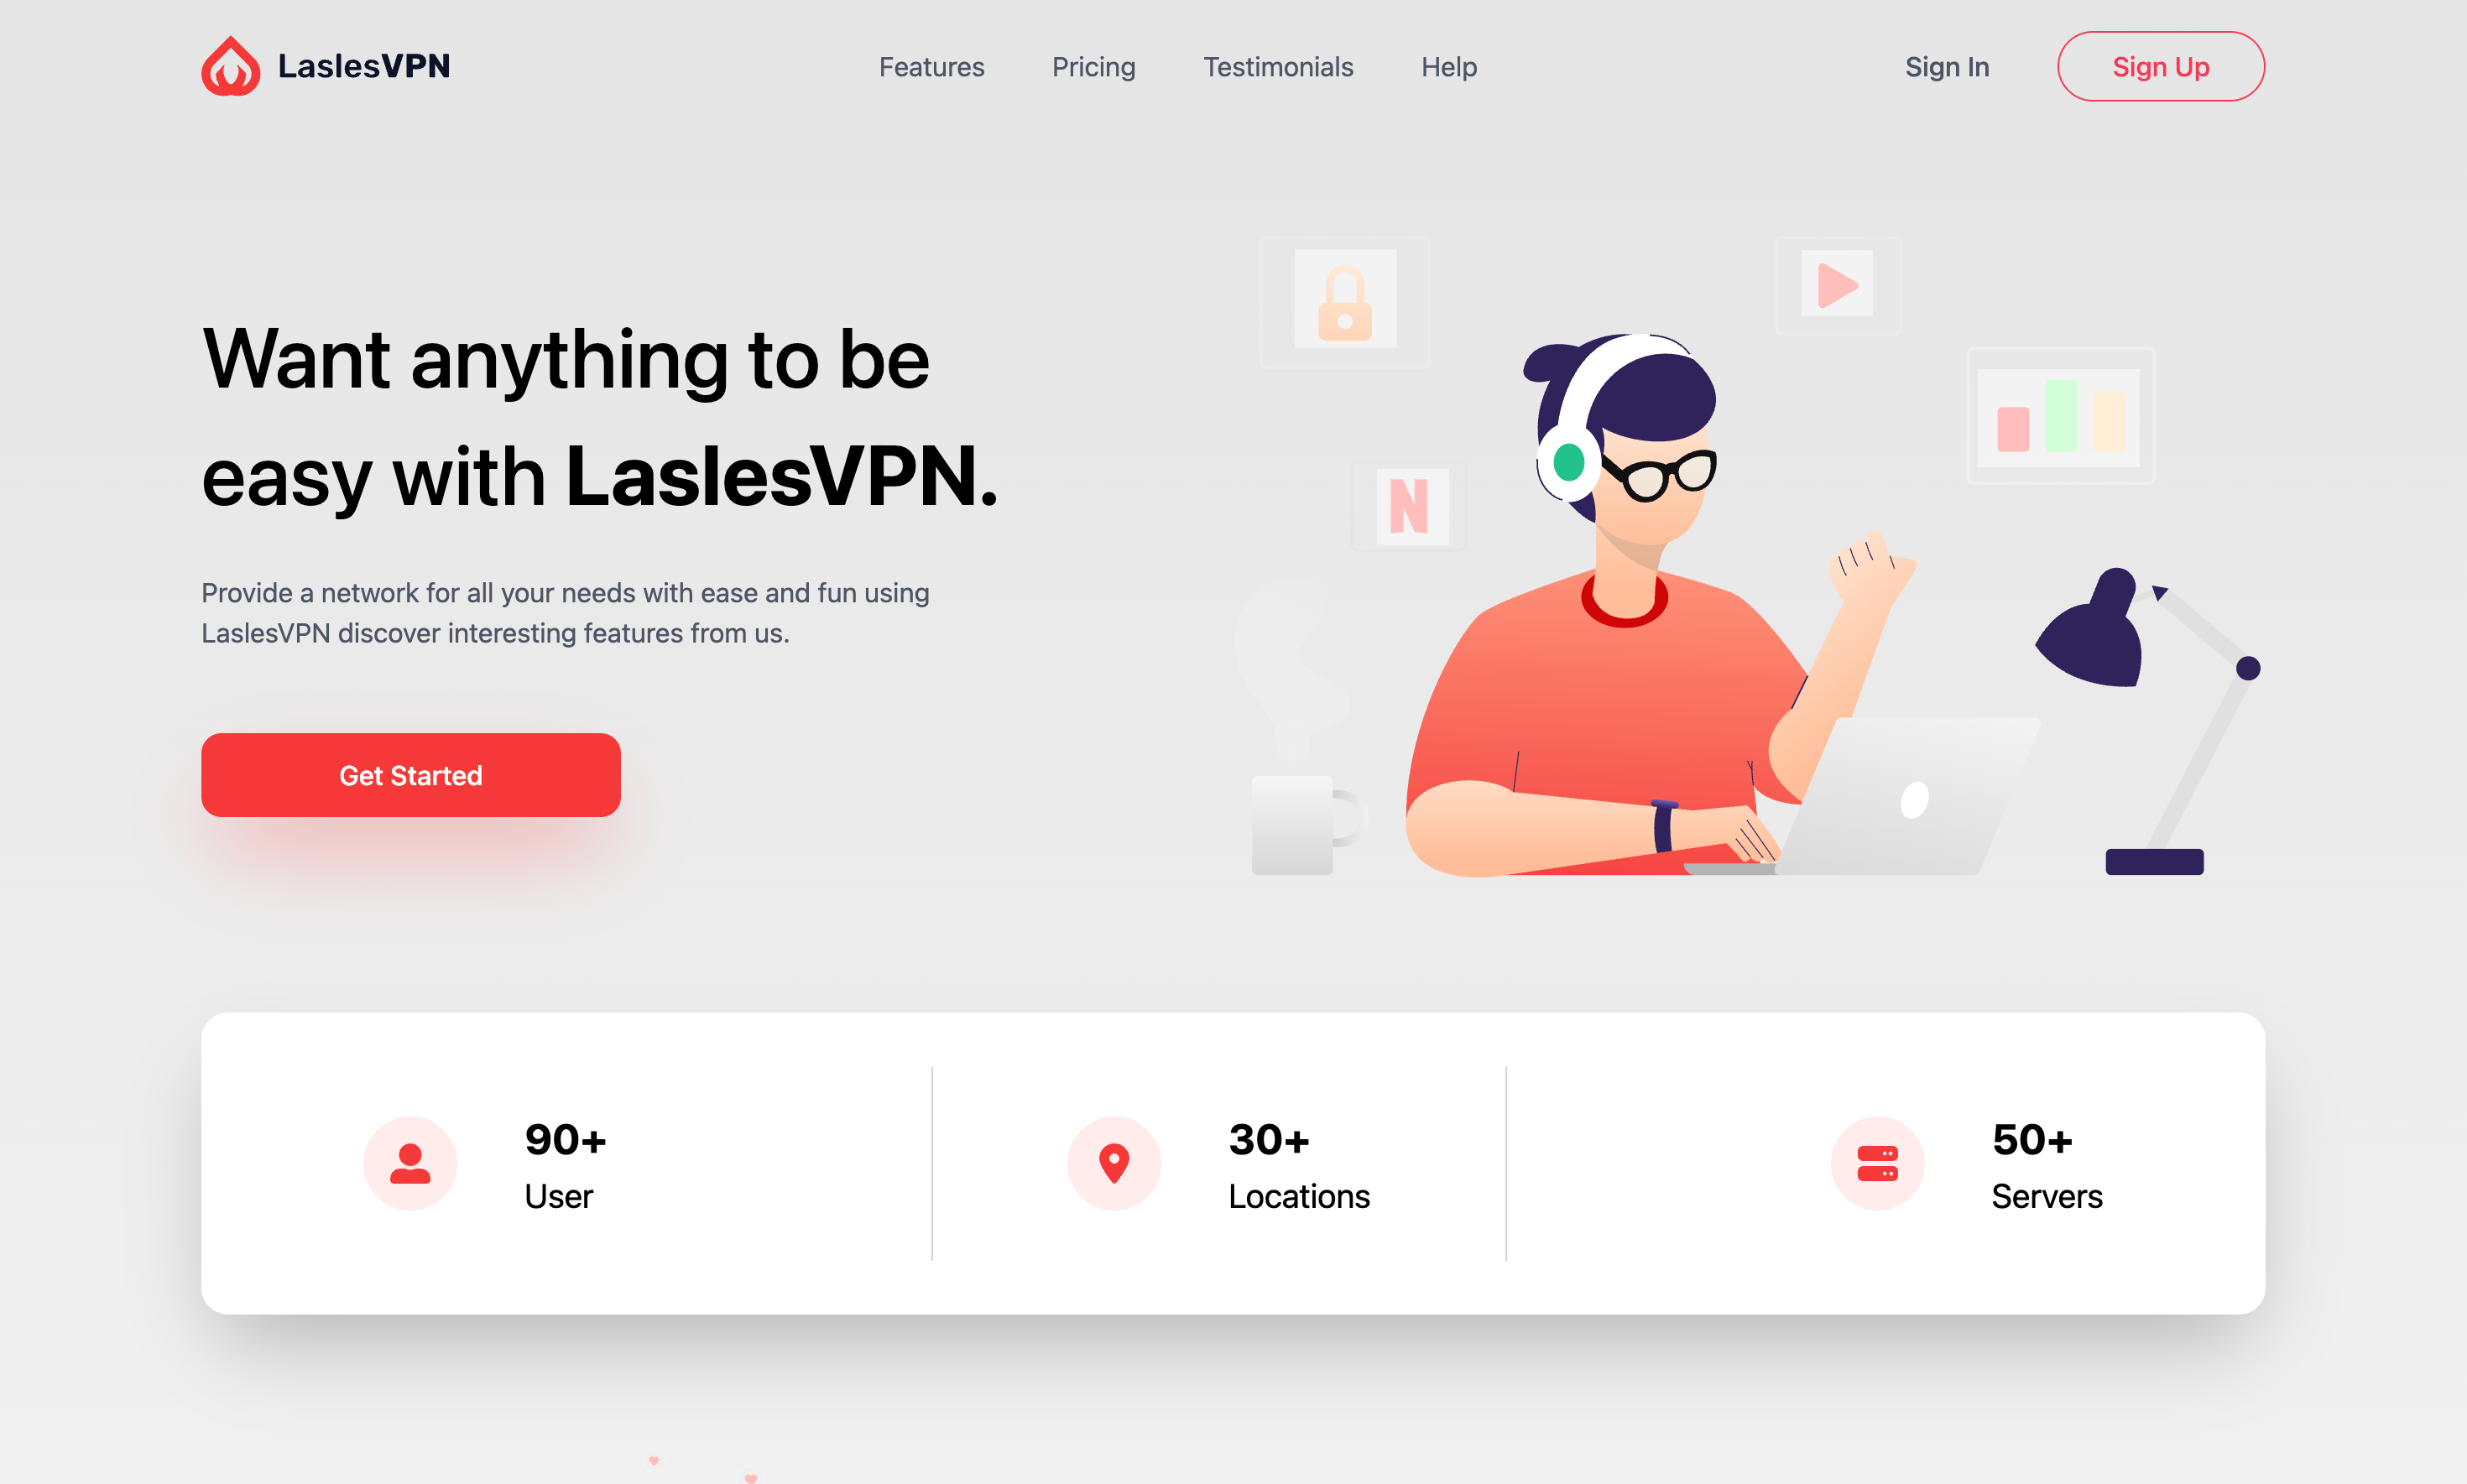 LaslesVPN
Features
Pricing
Testimonials
Help
Sign In
Sign Up
Want anything to be
easy with LaslesVPN.
Provide a network for all your needs with ease and fun using
LaslesVPN discover interesting features from us.
Get Started
N
90+
User
30+
Locations
50+
Servers